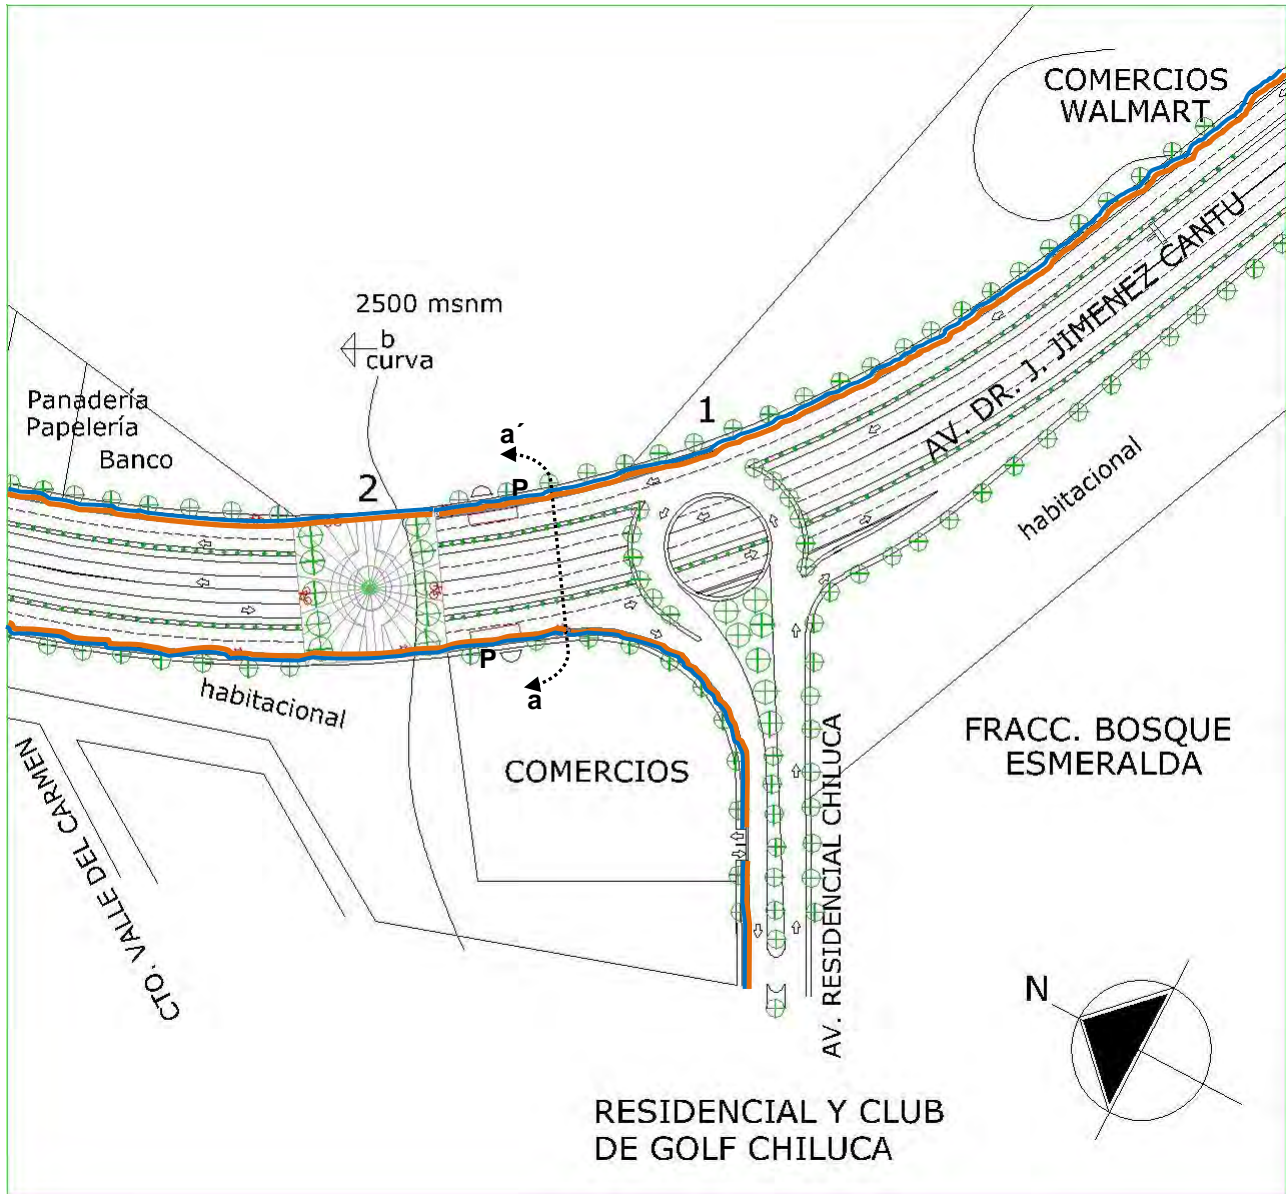 COMERCIOS
WALMART
2500 msnm
b
curva
AV. DR. J. JIMENEZ CANTU
Panadería
Papelería
Banco
1
a´
2
P
habitacional
P
a
habitacional
COMERCIOS
FRACC. BOSQUE
ESMERALDA
CTO. VALLE DEL CARMEN
AV. RESIDENCIAL CHILUCA
N
RESIDENCIAL Y CLUB
DE GOLF CHILUCA